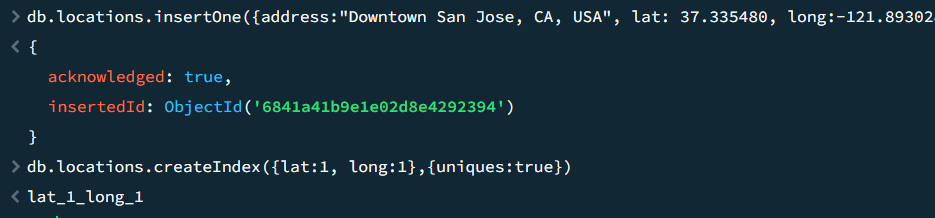 > db.locations.insertOne({address:"Downtown San Jose, CA, USA", lat: 37.335480, long:-121.89302
< {
acknowledged: true,
insertedId: ObjectId('6841a41b9e1e02d8e4292394')
}
> db.locations.createIndex({lat:1, long:1},{uniques:true})
< lat_1_long_1